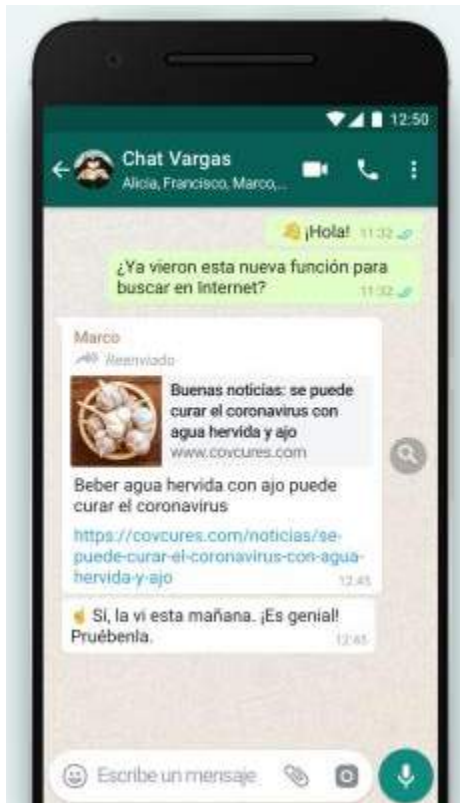 12:50
Chat Vargas
Alicia, Francisco, Marco,...
¡Hola! 11:32
¿Ya vieron esta nueva función para
buscar en Internet?
11:32
Marco
Reenviado
Buenas noticias: se puede
curar el coronavirus con
agua hervida y ajo
www.covcures.com
Beber agua hervida con ajo puede
curar el coronavirus
https://covcures.com/noticias/se-
puede-curar-el-coronavirus-con-agua-
hervida-y-ajo
12:45
Si, la vi esta mañana. ¡Es genial!
Pruébenla.
12:45
Escribe un mensaje